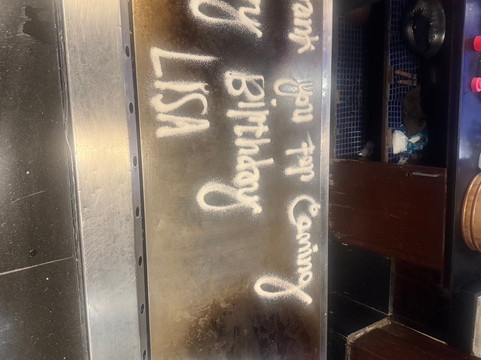 ank you for Coming
y Birthday
LISA